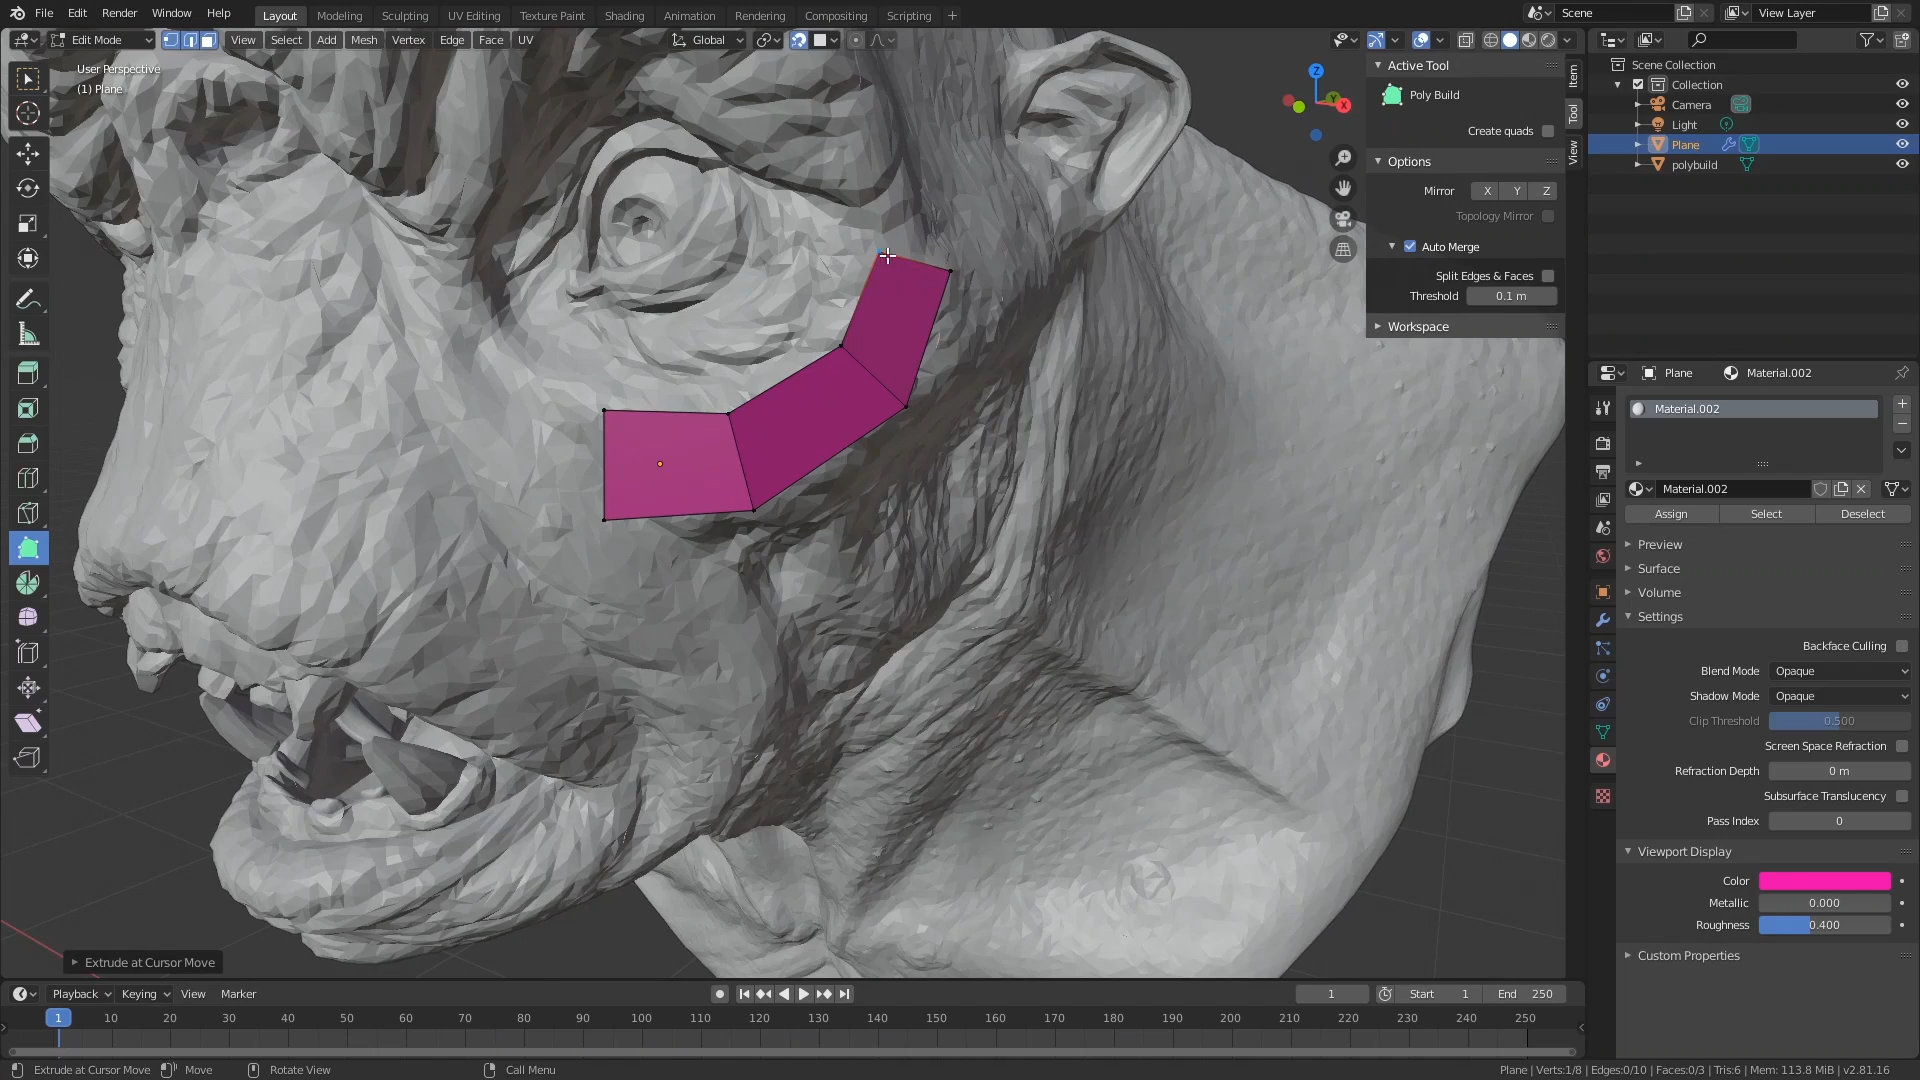 File Edit Render Window Help Layout Modeling Sculpting UV Editing Texture Paint Shading Animation Rendering Compositing Scripting + Scene View Layer
Edit Mode View Select Add Mesh Vertex Edge Face UV Global
User Perspective
(1) Plane
Z
Y
X
Active Tool
Poly Build
Create quads
Options
Mirror X Y Z
Topology Mirror
Auto Merge
Split Edges & Faces
Threshold 0.1 m
Workspace
Item
Tool
View
Scene Collection
Collection
Camera
Light
Plane
polybuild
Plane Material.002
Material.002
Material.002
Assign Select Deselect
Preview
Surface
Volume
Settings
Backface Culling
Blend Mode Opaque
Shadow Mode Opaque
Clip Threshold 0.500
Screen Space Refraction
Refraction Depth 0 m
Subsurface Translucency
Pass Index 0
Viewport Display
Color
Metallic 0.000
Roughness 0.400
Custom Properties
Extrude at Cursor Move
Playback Keying View Marker 1 Start 1 End 250
1 10 20 30 40 50 60 70 80 90 100 110 120 130 140 150 160 170 180 190 200 210 220 230 240 250
Extrude at Cursor Move Move Rotate View Call Menu Plane | Verts:1/8 | Edges:0/10 | Faces:0/3 | Tris:6 | Mem: 113.8 MiB | v2.81.16